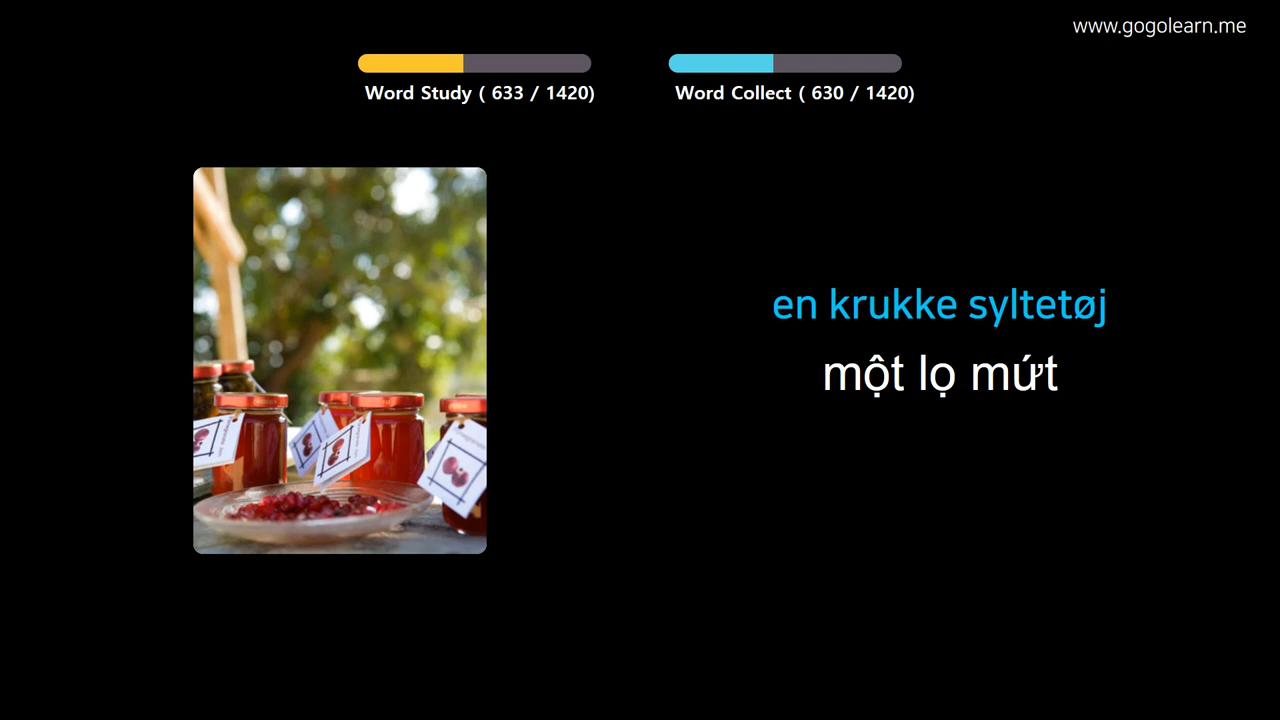 www.gogolearn.me
Word Study ( 633 / 1420)
Word Collect ( 630 / 1420)
en krukke syltetøj
một lọ mứt